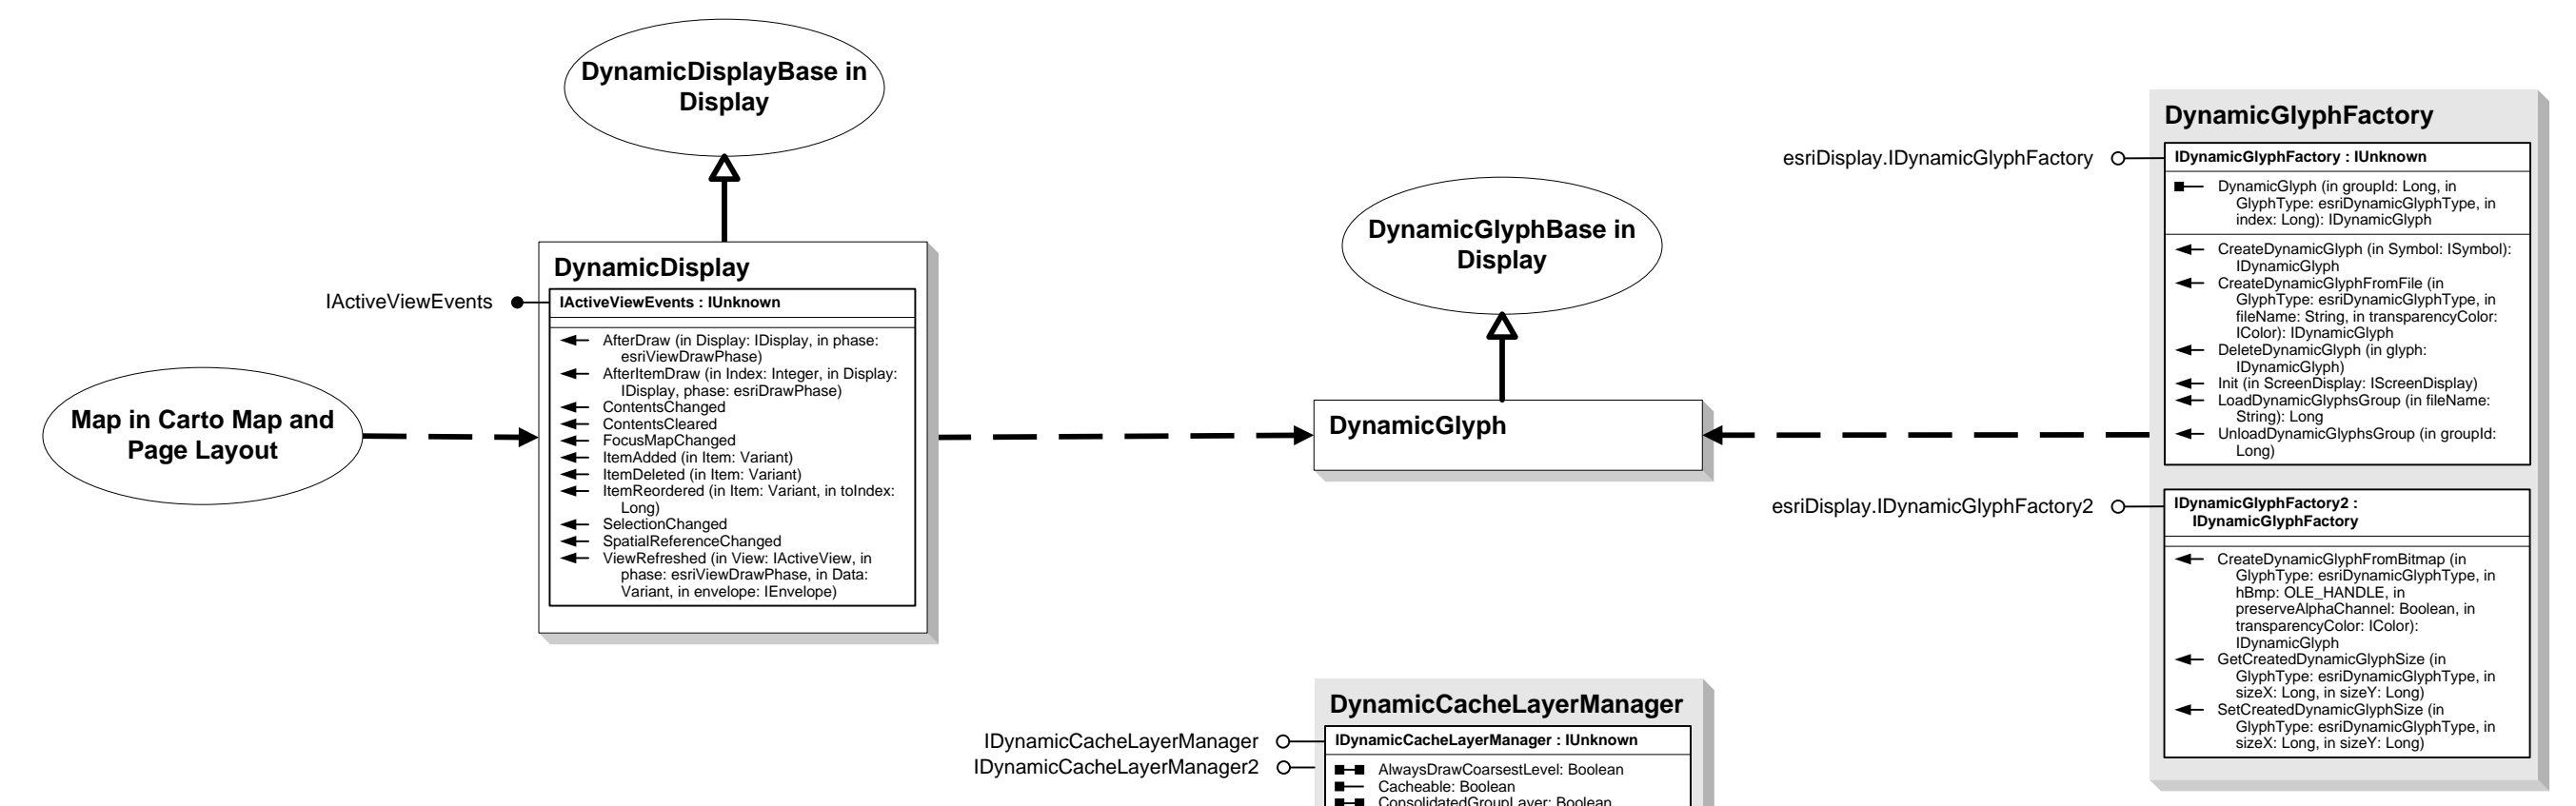 DynamicDisplayBase in
Display
DynamicDisplay
IActiveViewEvents
IActiveViewEvents : IUnknown
AfterDraw (in Display: IDisplay, in phase:
esriViewDrawPhase)
AfterItemDraw (in Index: Integer, in Display:
IDisplay, phase: esriDrawPhase)
ContentsChanged
ContentsCleared
FocusMapChanged
ItemAdded (in Item: Variant)
ItemDeleted (in Item: Variant)
ItemReordered (in Item: Variant, in toIndex:
Long)
SelectionChanged
SpatialReferenceChanged
ViewRefreshed (in View: IActiveView, in
phase: esriViewDrawPhase, in Data:
Variant, in envelope: IEnvelope)
Map in Carto Map and
Page Layout
DynamicGlyphBase in
Display
DynamicGlyph
DynamicGlyphFactory
esriDisplay.IDynamicGlyphFactory
IDynamicGlyphFactory : IUnknown
DynamicGlyph (in groupId: Long, in
GlyphType: esriDynamicGlyphType, in
index: Long): IDynamicGlyph
CreateDynamicGlyph (in Symbol: ISymbol):
IDynamicGlyph
CreateDynamicGlyphFromFile (in
GlyphType: esriDynamicGlyphType, in
fileName: String, in transparencyColor:
IColor): IDynamicGlyph
DeleteDynamicGlyph (in glyph:
IDynamicGlyph)
Init (in ScreenDisplay: IScreenDisplay)
LoadDynamicGlyphsGroup (in fileName:
String): Long
UnloadDynamicGlyphsGroup (in groupId:
Long)
esriDisplay.IDynamicGlyphFactory2
IDynamicGlyphFactory2 :
IDynamicGlyphFactory
CreateDynamicGlyphFromBitmap (in
GlyphType: esriDynamicGlyphType, in
hBmp: OLE_HANDLE, in
preserveAlphaChannel: Boolean, in
transparencyColor: IColor):
IDynamicGlyph
GetCreatedDynamicGlyphSize (in
GlyphType: esriDynamicGlyphType, in
sizeX: Long, in sizeY: Long)
SetCreatedDynamicGlyphSize (in
GlyphType: esriDynamicGlyphType, in
sizeX: Long, in sizeY: Long)
DynamicCacheLayerManager
IDynamicCacheLayerManager
IDynamicCacheLayerManager2
IDynamicCacheLayerManager : IUnknown
AlwaysDrawCoarsestLevel: Boolean
Cacheable: Boolean
ConsolidatedGroupLayer: Boolean